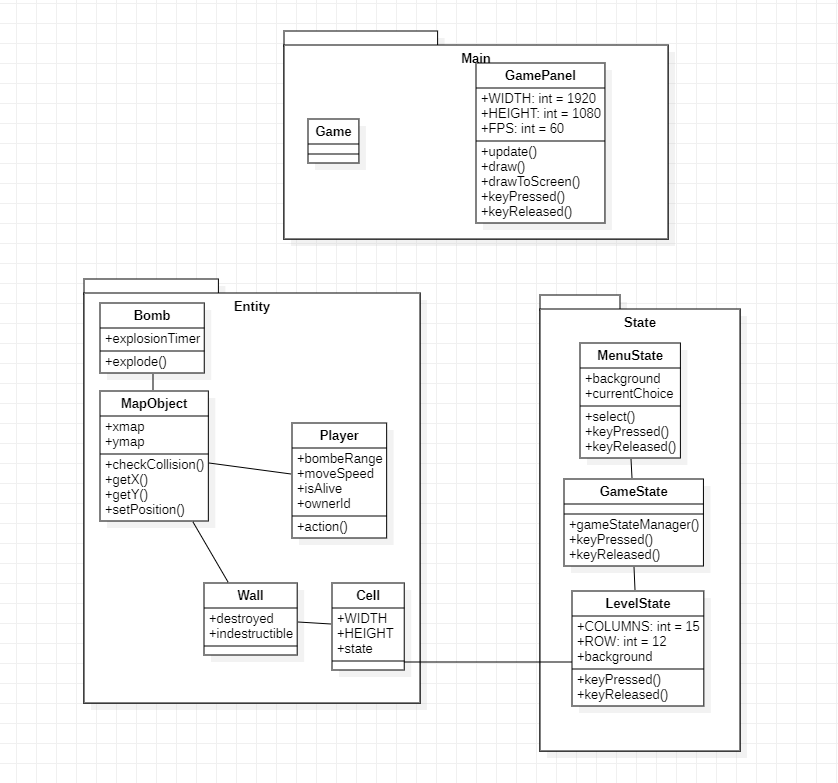 Main
GamePanel
+WIDTH: int = 1920
+HEIGHT: int = 1080
+FPS: int = 60
+update()
+draw()
+drawToScreen()
+keyPressed()
+keyReleased()
Game
Entity
Bomb
+explosionTimer
+explode()
MapObject
+xmap
+ymap
+checkCollision()
+getX()
+getY()
+setPosition()
Player
+bombeRange
+moveSpeed
+isAlive
+ownerId
+action()
Wall
+destroyed
+indestructible
Cell
+WIDTH
+HEIGHT
+state
State
MenuState
+background
+currentChoice
+select()
+keyPressed()
+keyReleased()
GameState
+gameStateManager()
+keyPressed()
+keyReleased()
LevelState
+COLUMNS: int = 15
+ROW: int = 12
+background
+keyPressed()
+keyReleased()